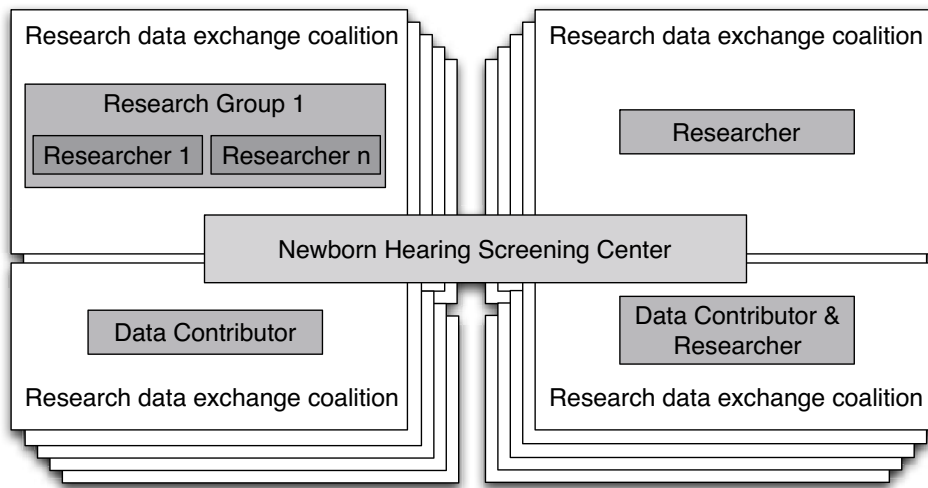 Research data exchange coalition
Research Group 1
Researcher 1
Researcher n
Research data exchange coalition
Researcher
Newborn Hearing Screening Center
Data Contributor
Research data exchange coalition
Data Contributor &
Researcher
Research data exchange coalition